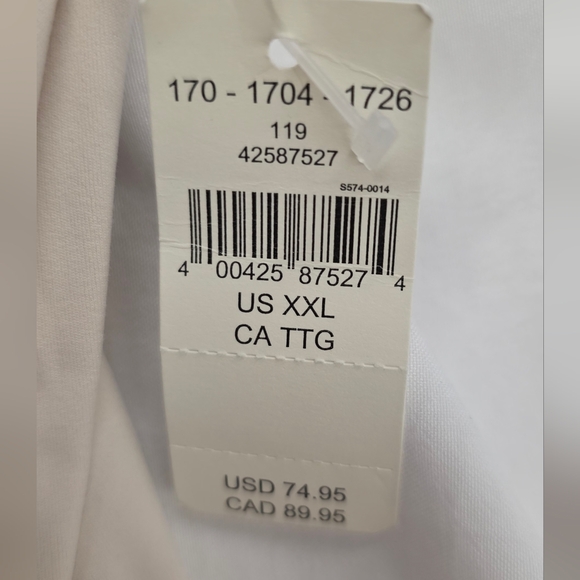 170 - 1704 - 1726
119
42587527
S574-0014
4 00425 87527 4
US XXL
CA TTG
USD 74.95
CAD 89.95